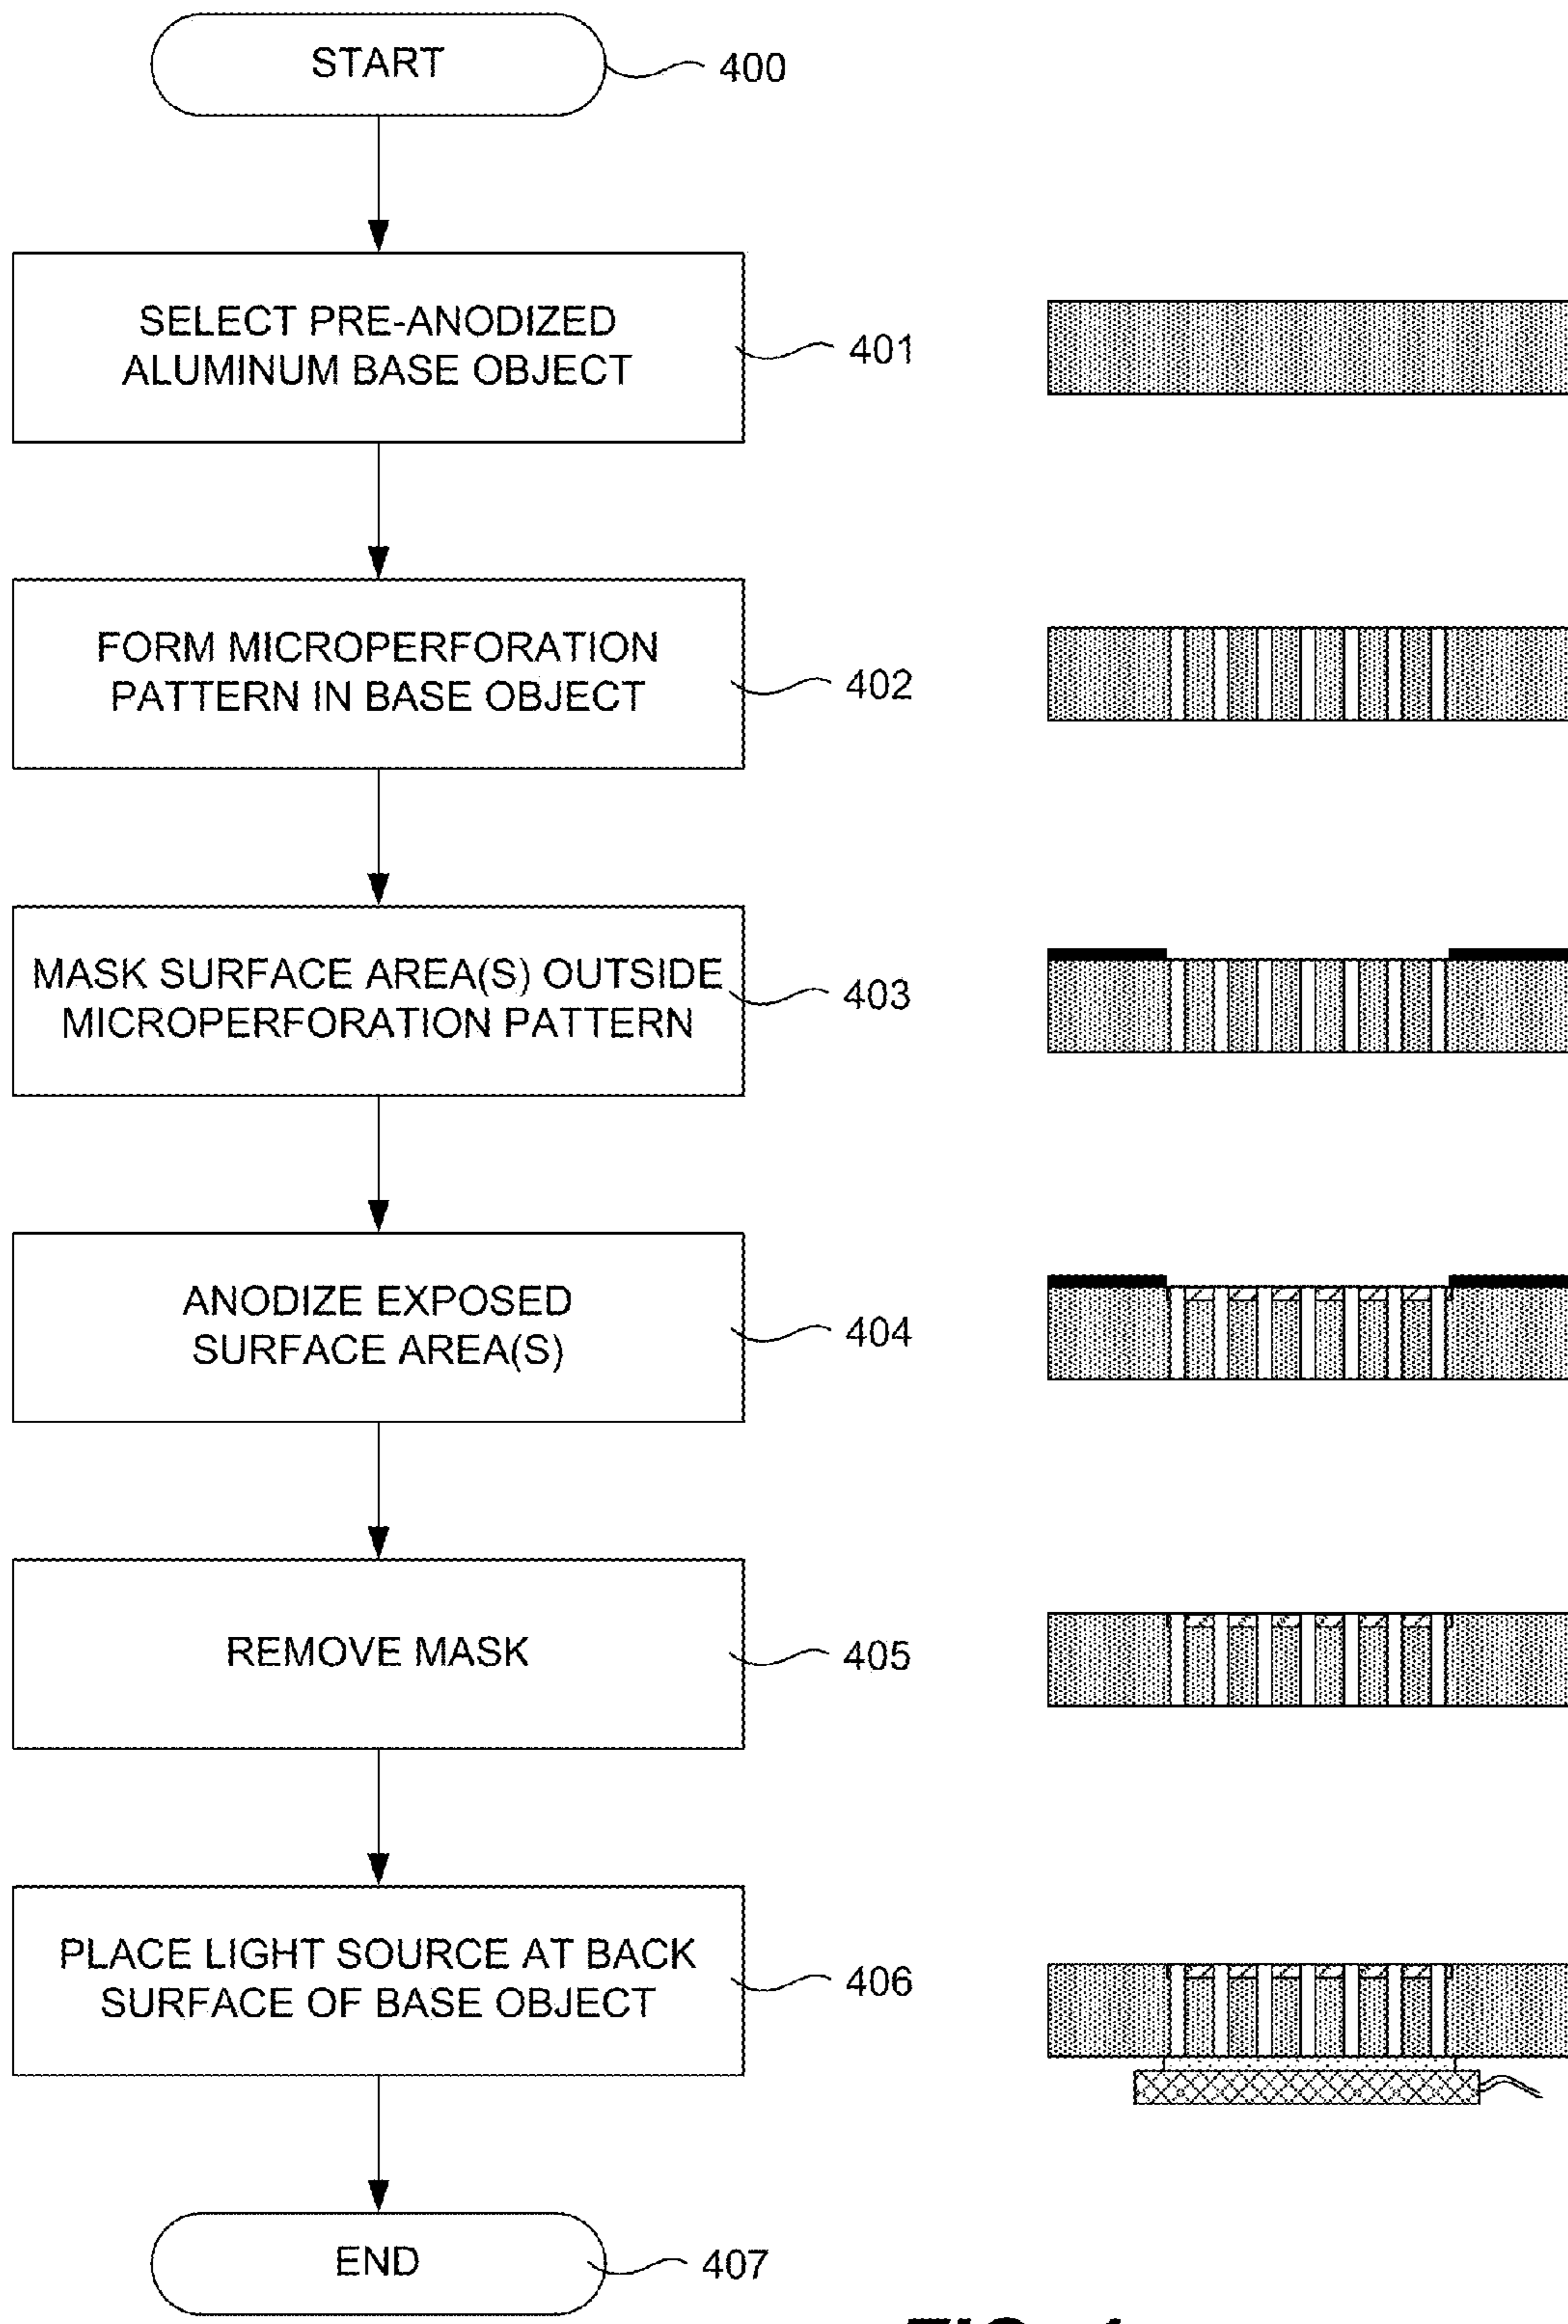 START
400
SELECT PRE-ANODIZED
ALUMINUM BASE OBJECT
401
FORM MICROPERFORATION
PATTERN IN BASE OBJECT
402
MASK SURFACE AREA(S) OUTSIDE
MICROPERFORATION PATTERN
403
ANODIZE EXPOSED
SURFACE AREA(S)
404
REMOVE MASK
405
PLACE LIGHT SOURCE AT BACK
SURFACE OF BASE OBJECT
406
END
407